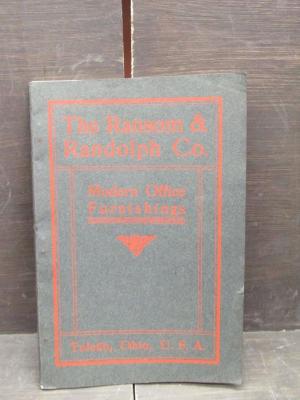 The Ransom &
Randolph Co.
Modern Office
Furnishings
Toledo, Ohio, U. S. A.